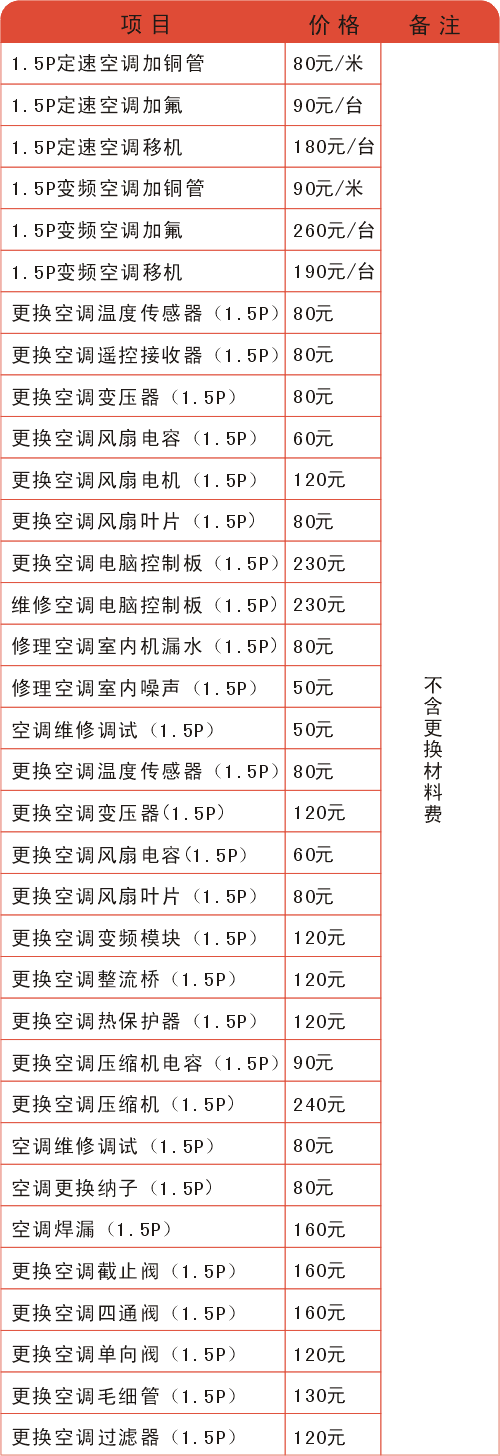 项目 价格 备注
1.5P定速空调加铜管 80元/米
1.5P定速空调加氟 90元/台
1.5P定速空调移机 180元/台
1.5P变频空调加铜管 90元/米
1.5P变频空调加氟 260元/台
1.5P变频空调移机 190元/台
更换空调温度传感器（1.5P） 80元
更换空调遥控接收器（1.5P） 80元
更换空调变压器（1.5P） 80元
更换空调风扇电容（1.5P） 60元
更换空调风扇电机（1.5P） 120元
更换空调风扇叶片（1.5P） 80元
更换空调电脑控制板（1.5P） 230元
维修空调电脑控制板（1.5P） 230元
修理空调室内机漏水（1.5P） 80元
修理空调室内噪声（1.5P） 50元
空调维修调试（1.5P） 50元
更换空调温度传感器（1.5P） 80元
更换空调变压器(1.5P） 120元
更换空调风扇电容(1.5P） 60元
更换空调风扇叶片（1.5P） 80元
更换空调变频模块（1.5P） 120元
更换空调整流桥（1.5P） 120元
更换空调热保护器（1.5P） 120元
更换空调压缩机电容（1.5P） 90元
更换空调压缩机（1.5P） 240元
空调维修调试（1.5P） 80元
空调更换纳子（1.5P） 80元
空调焊漏（1.5P） 160元
更换空调截止阀（1.5P） 160元
更换空调四通阀（1.5P） 160元
更换空调单向阀（1.5P） 120元
更换空调毛细管（1.5P） 130元
更换空调过滤器（1.5P） 120元
不含更换材料费